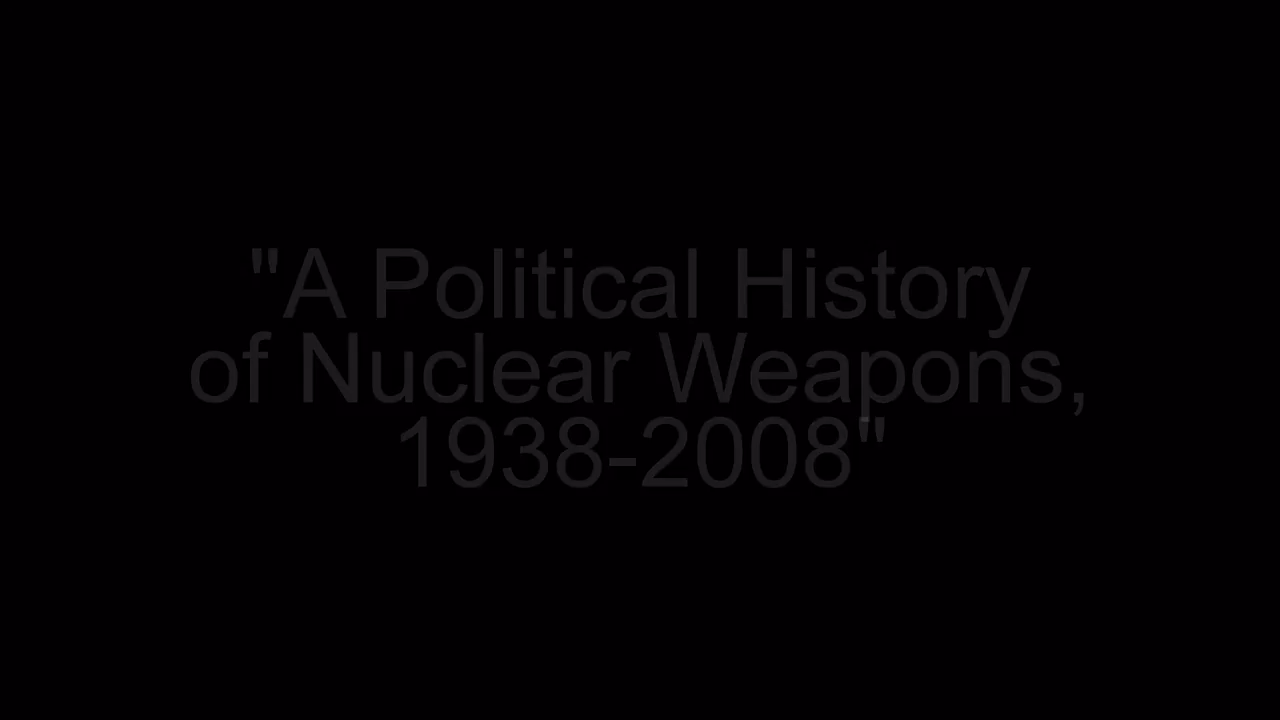 "A Political History
of Nuclear Weapons,
1938-2008"